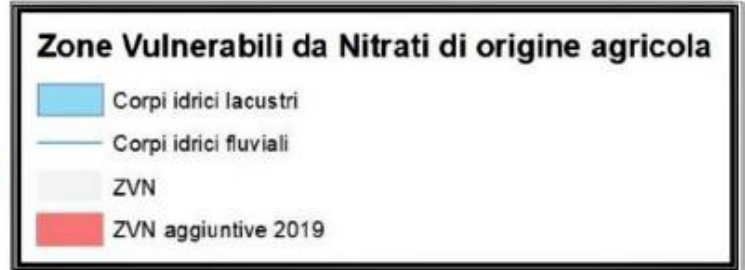 Zone Vulnerabili da Nitrati di origine agricola
Corpi idrici lacustri
Corpi idrici fluviali
ZVN
ZVN aggiuntive 2019